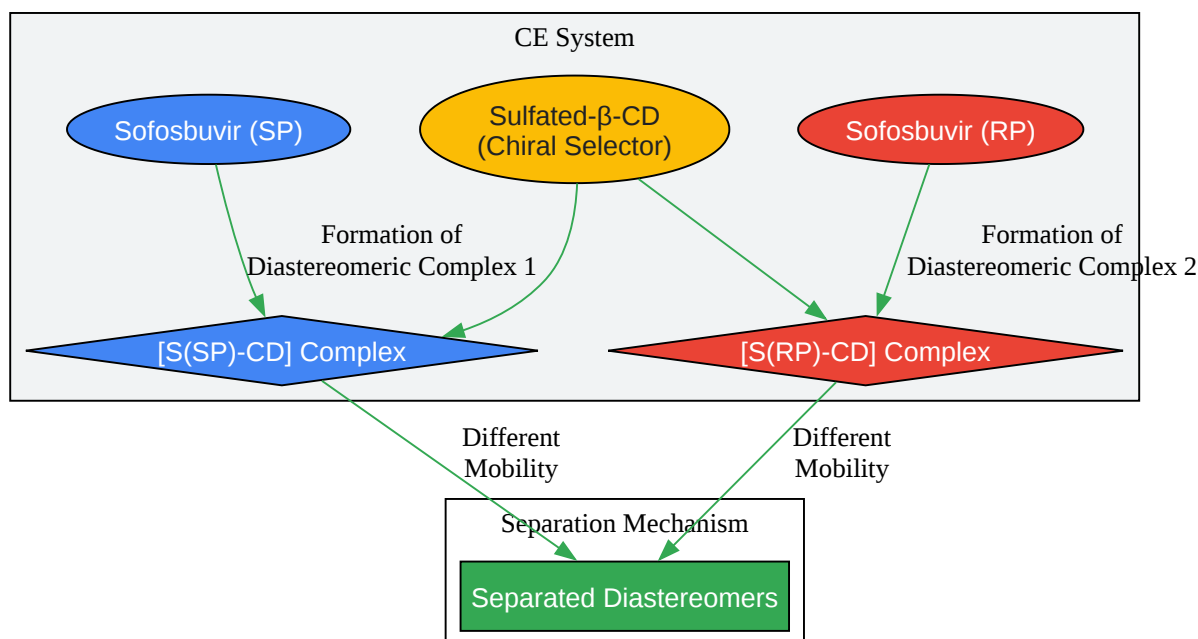 CE System
Sofosbuvir (SP)
Sulfated-β-CD
(Chiral Selector)
Sofosbuvir (RP)
Formation of
Diastereomeric Complex 1
Formation of
Diastereomeric Complex 2
[S(SP)-CD] Complex
[S(RP)-CD] Complex
Different
Mobility
Different
Mobility
Separation Mechanism
Separated Diastereomers